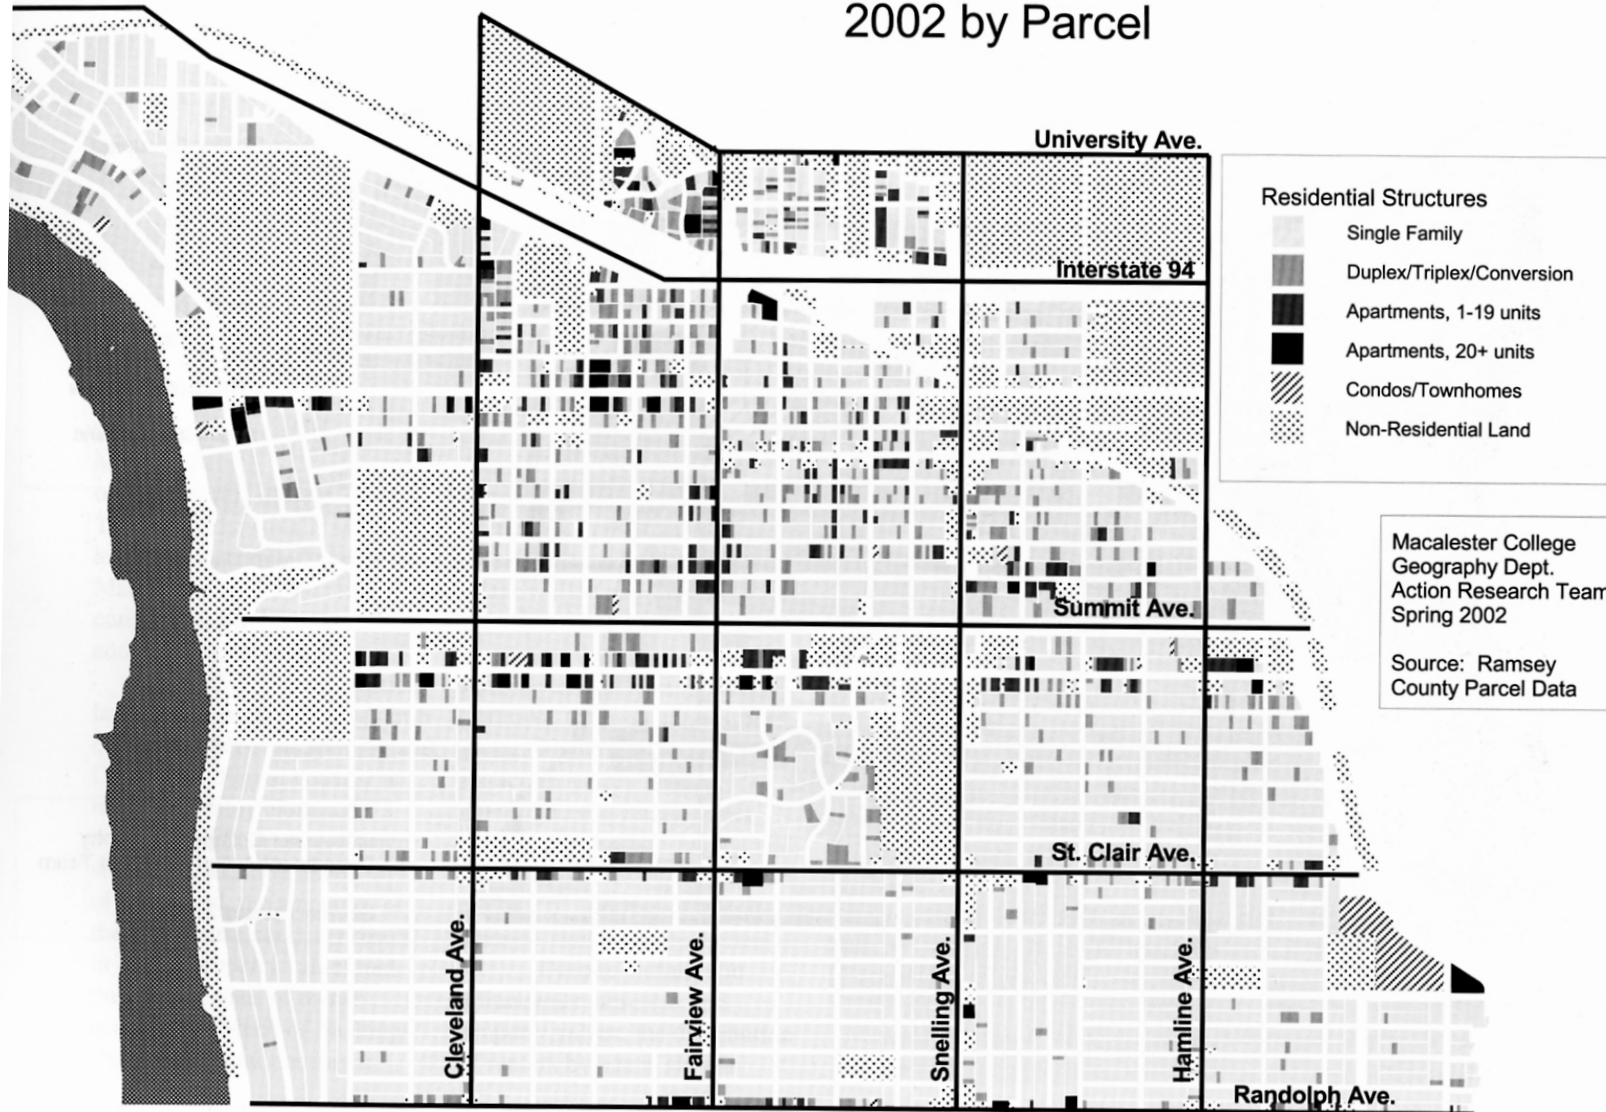 2002 by Parcel
University Ave.
Interstate 94
Residential Structures
Single Family
Duplex/Triplex/Conversion
Apartments, 1-19 units
Apartments, 20+ units
Condos/Townhomes
Non-Residential Land
Macalester College
Geography Dept.
Action Research Team
Spring 2002
Source: Ramsey
County Parcel Data
Summit Ave.
St. Clair Ave.
Cleveland Ave.
Fairview Ave.
Snelling Ave.
Hamline Ave.
Randolph Ave.